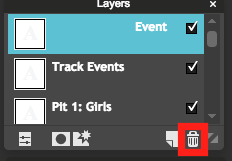 Layers
Event
Track Events
Pit 1: Girls